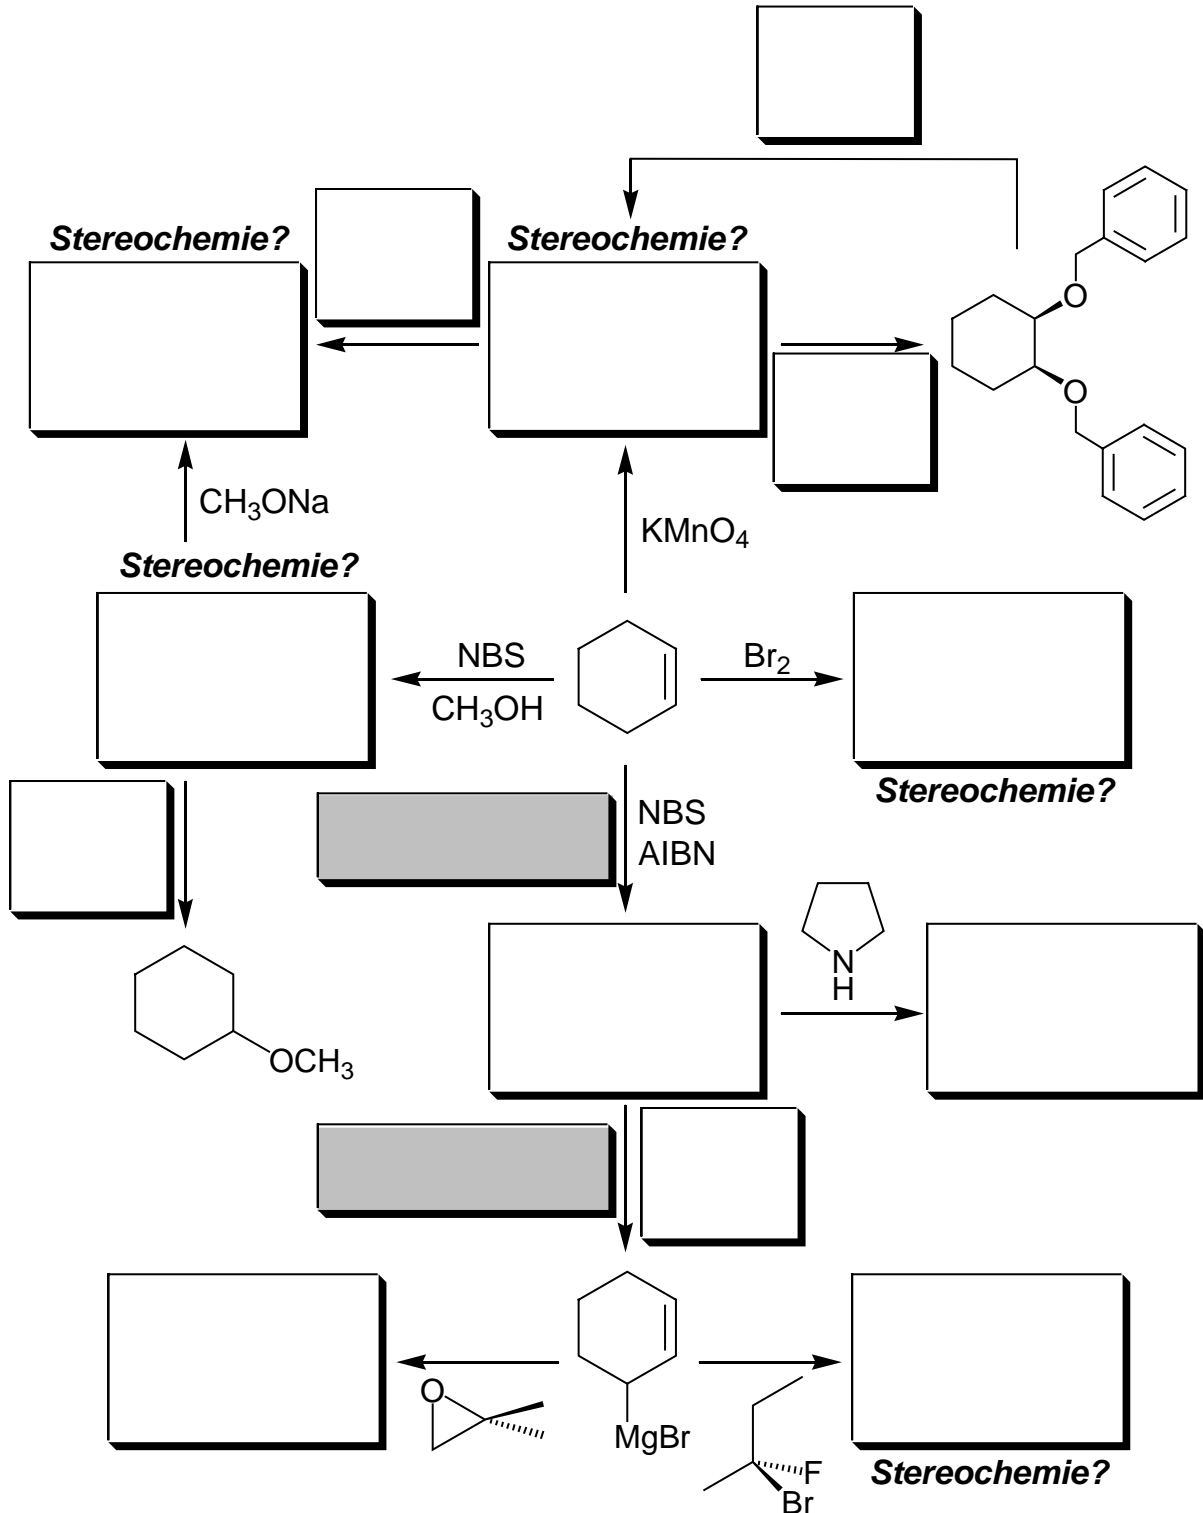 Stereochemie?
Stereochemie?
O
O
CH3ONa
KMnO4
Stereochemie?
NBS
CH3OH
Br2
Stereochemie?
NBS
AIBN
N
H
OCH3
O
MgBr
F
Br
Stereochemie?